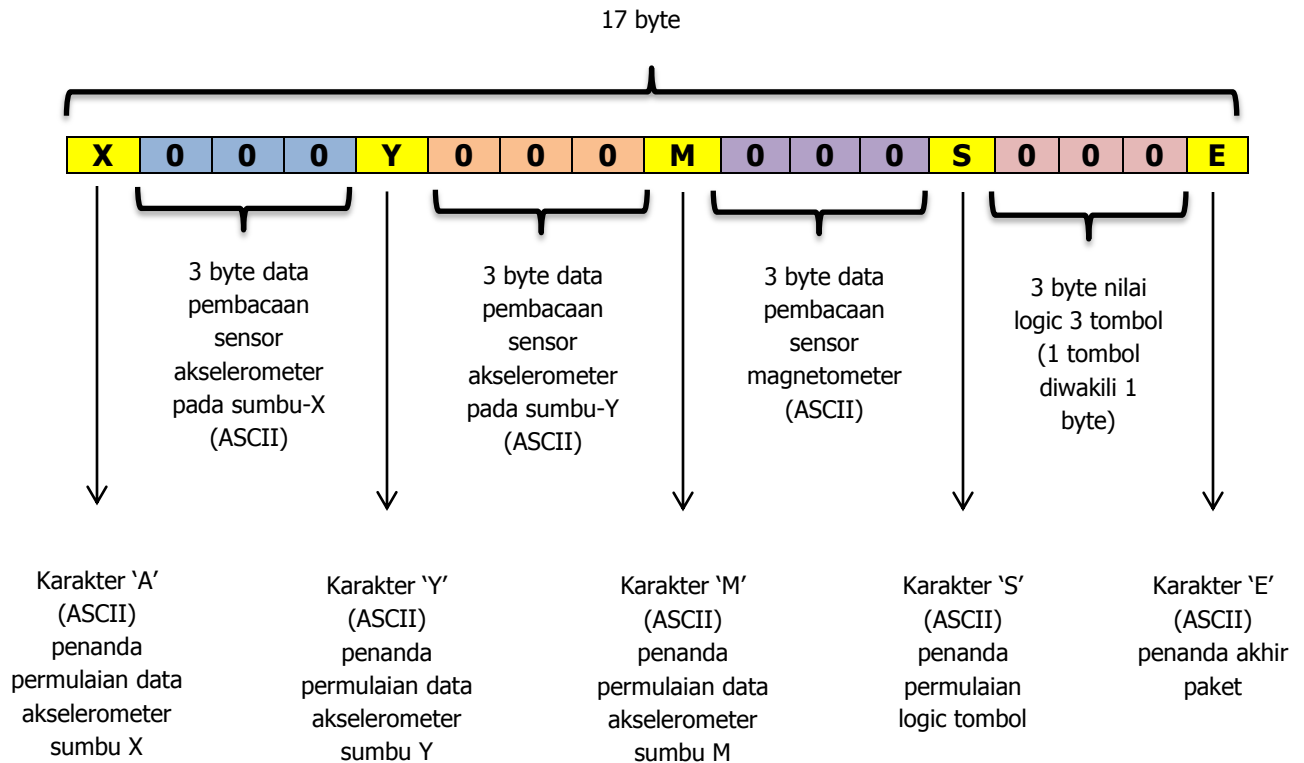 17 byte
X 0 0 0 Y 0 0 0 M 0 0 0 S 0 0 0 E
3 byte data
pembacaan
sensor
akselerometer
pada sumbu-X
(ASCII)
3 byte data
pembacaan
sensor
akselerometer
pada sumbu-Y
(ASCII)
3 byte data
pembacaan
sensor
magnetometer
(ASCII)
3 byte nilai
logic 3 tombol
(1 tombol
diwakili 1
byte)
Karakter ‘A’
(ASCII)
penanda
permulaian data
akselerometer
sumbu X
Karakter ‘Y’
(ASCII)
penanda
permulaian data
akselerometer
sumbu Y
Karakter ‘M’
(ASCII)
penanda
permulaian data
akselerometer
sumbu M
Karakter ‘S’
(ASCII)
penanda
permulaian
logic tombol
Karakter ‘E’
(ASCII)
penanda akhir
paket